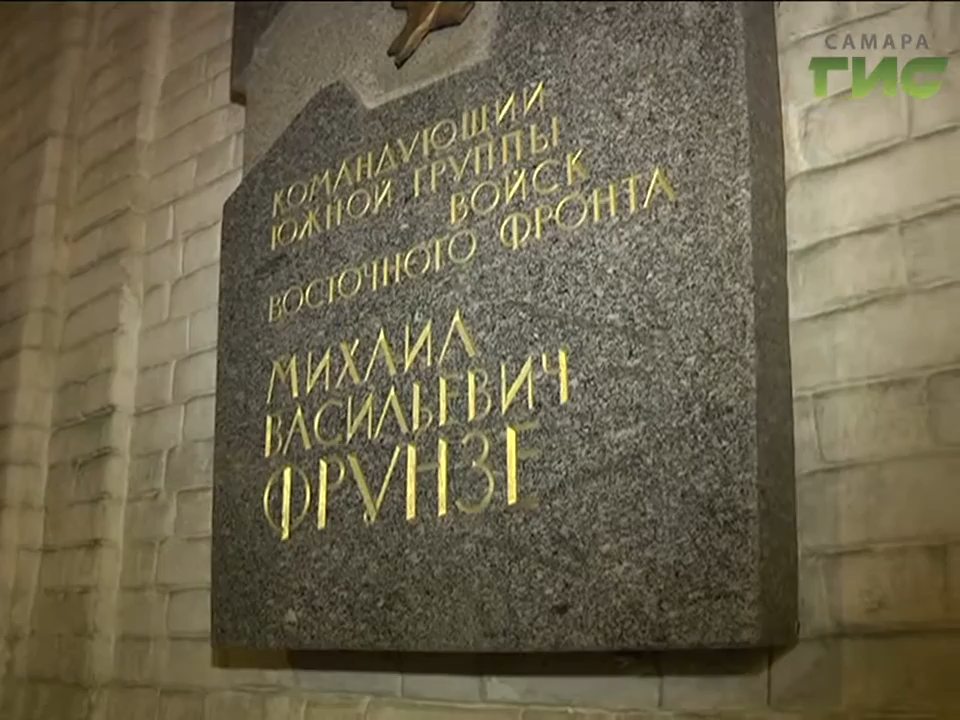 САМАРА
ГИС
КОМАНДУЮЩИЙ
ЮЖНОЙ ГРУППЫ
ВОЙСК
ВОСТОЧНОГО ФРОНТА
МИХАИЛ
ВАСИЛЬЕВИЧ
ФРУНЗЕ